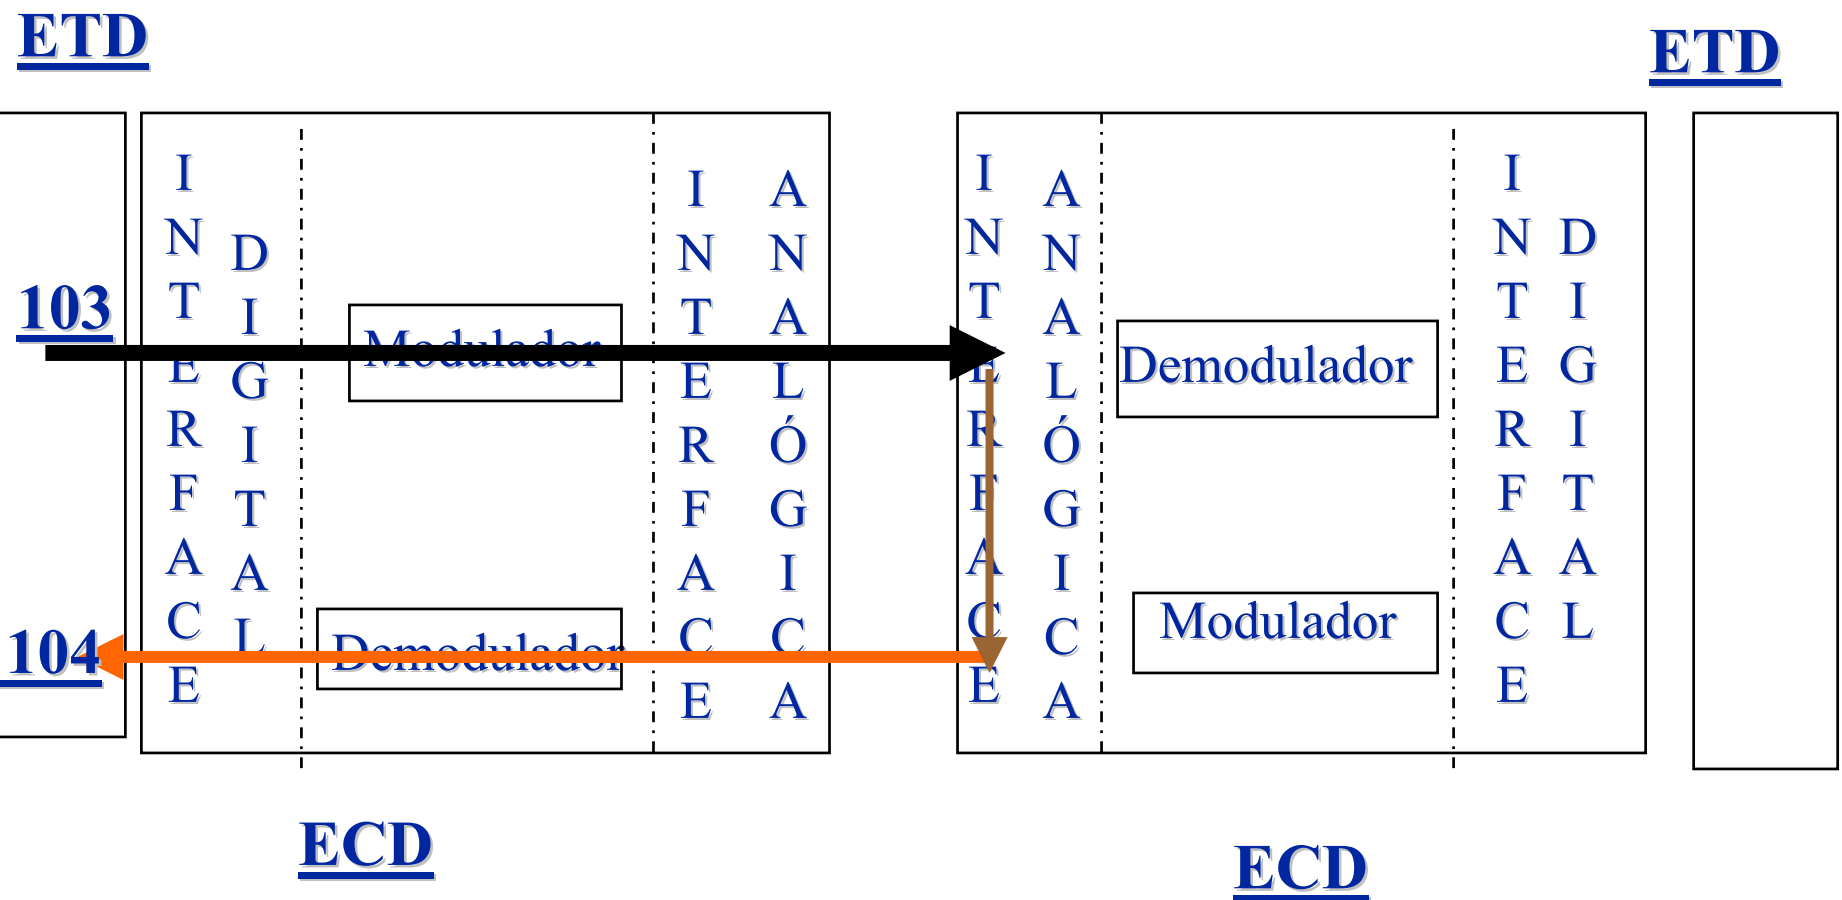 ETD
ETD
INTERFACE
DIGITAL
INTERFACE
ANALÓGICA
INTERFACE
ANALÓGICA
INTERFACE
DIGITAL
103
Modulador
Demodulador
104
Demodulador
Modulador
ECD
ECD